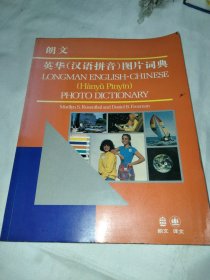 朗文
英华(汉语拼音)图片词典
LONGMAN ENGLISH-CHINESE
(Hànyǔ Pīnyīn)
PHOTO DICTIONARY
Marilyn S. Rosenthal and Daniel B. Freeman
朗文 译文